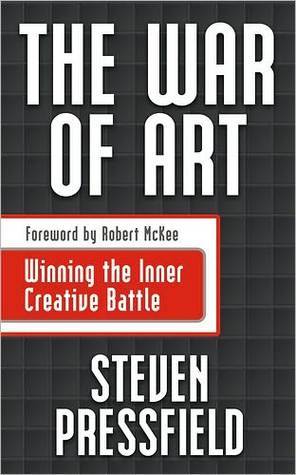 THE WAR
OF ART
Foreword by Robert McKee
Winning the Inner
Creative Battle
STEVEN
PRESSFIELD